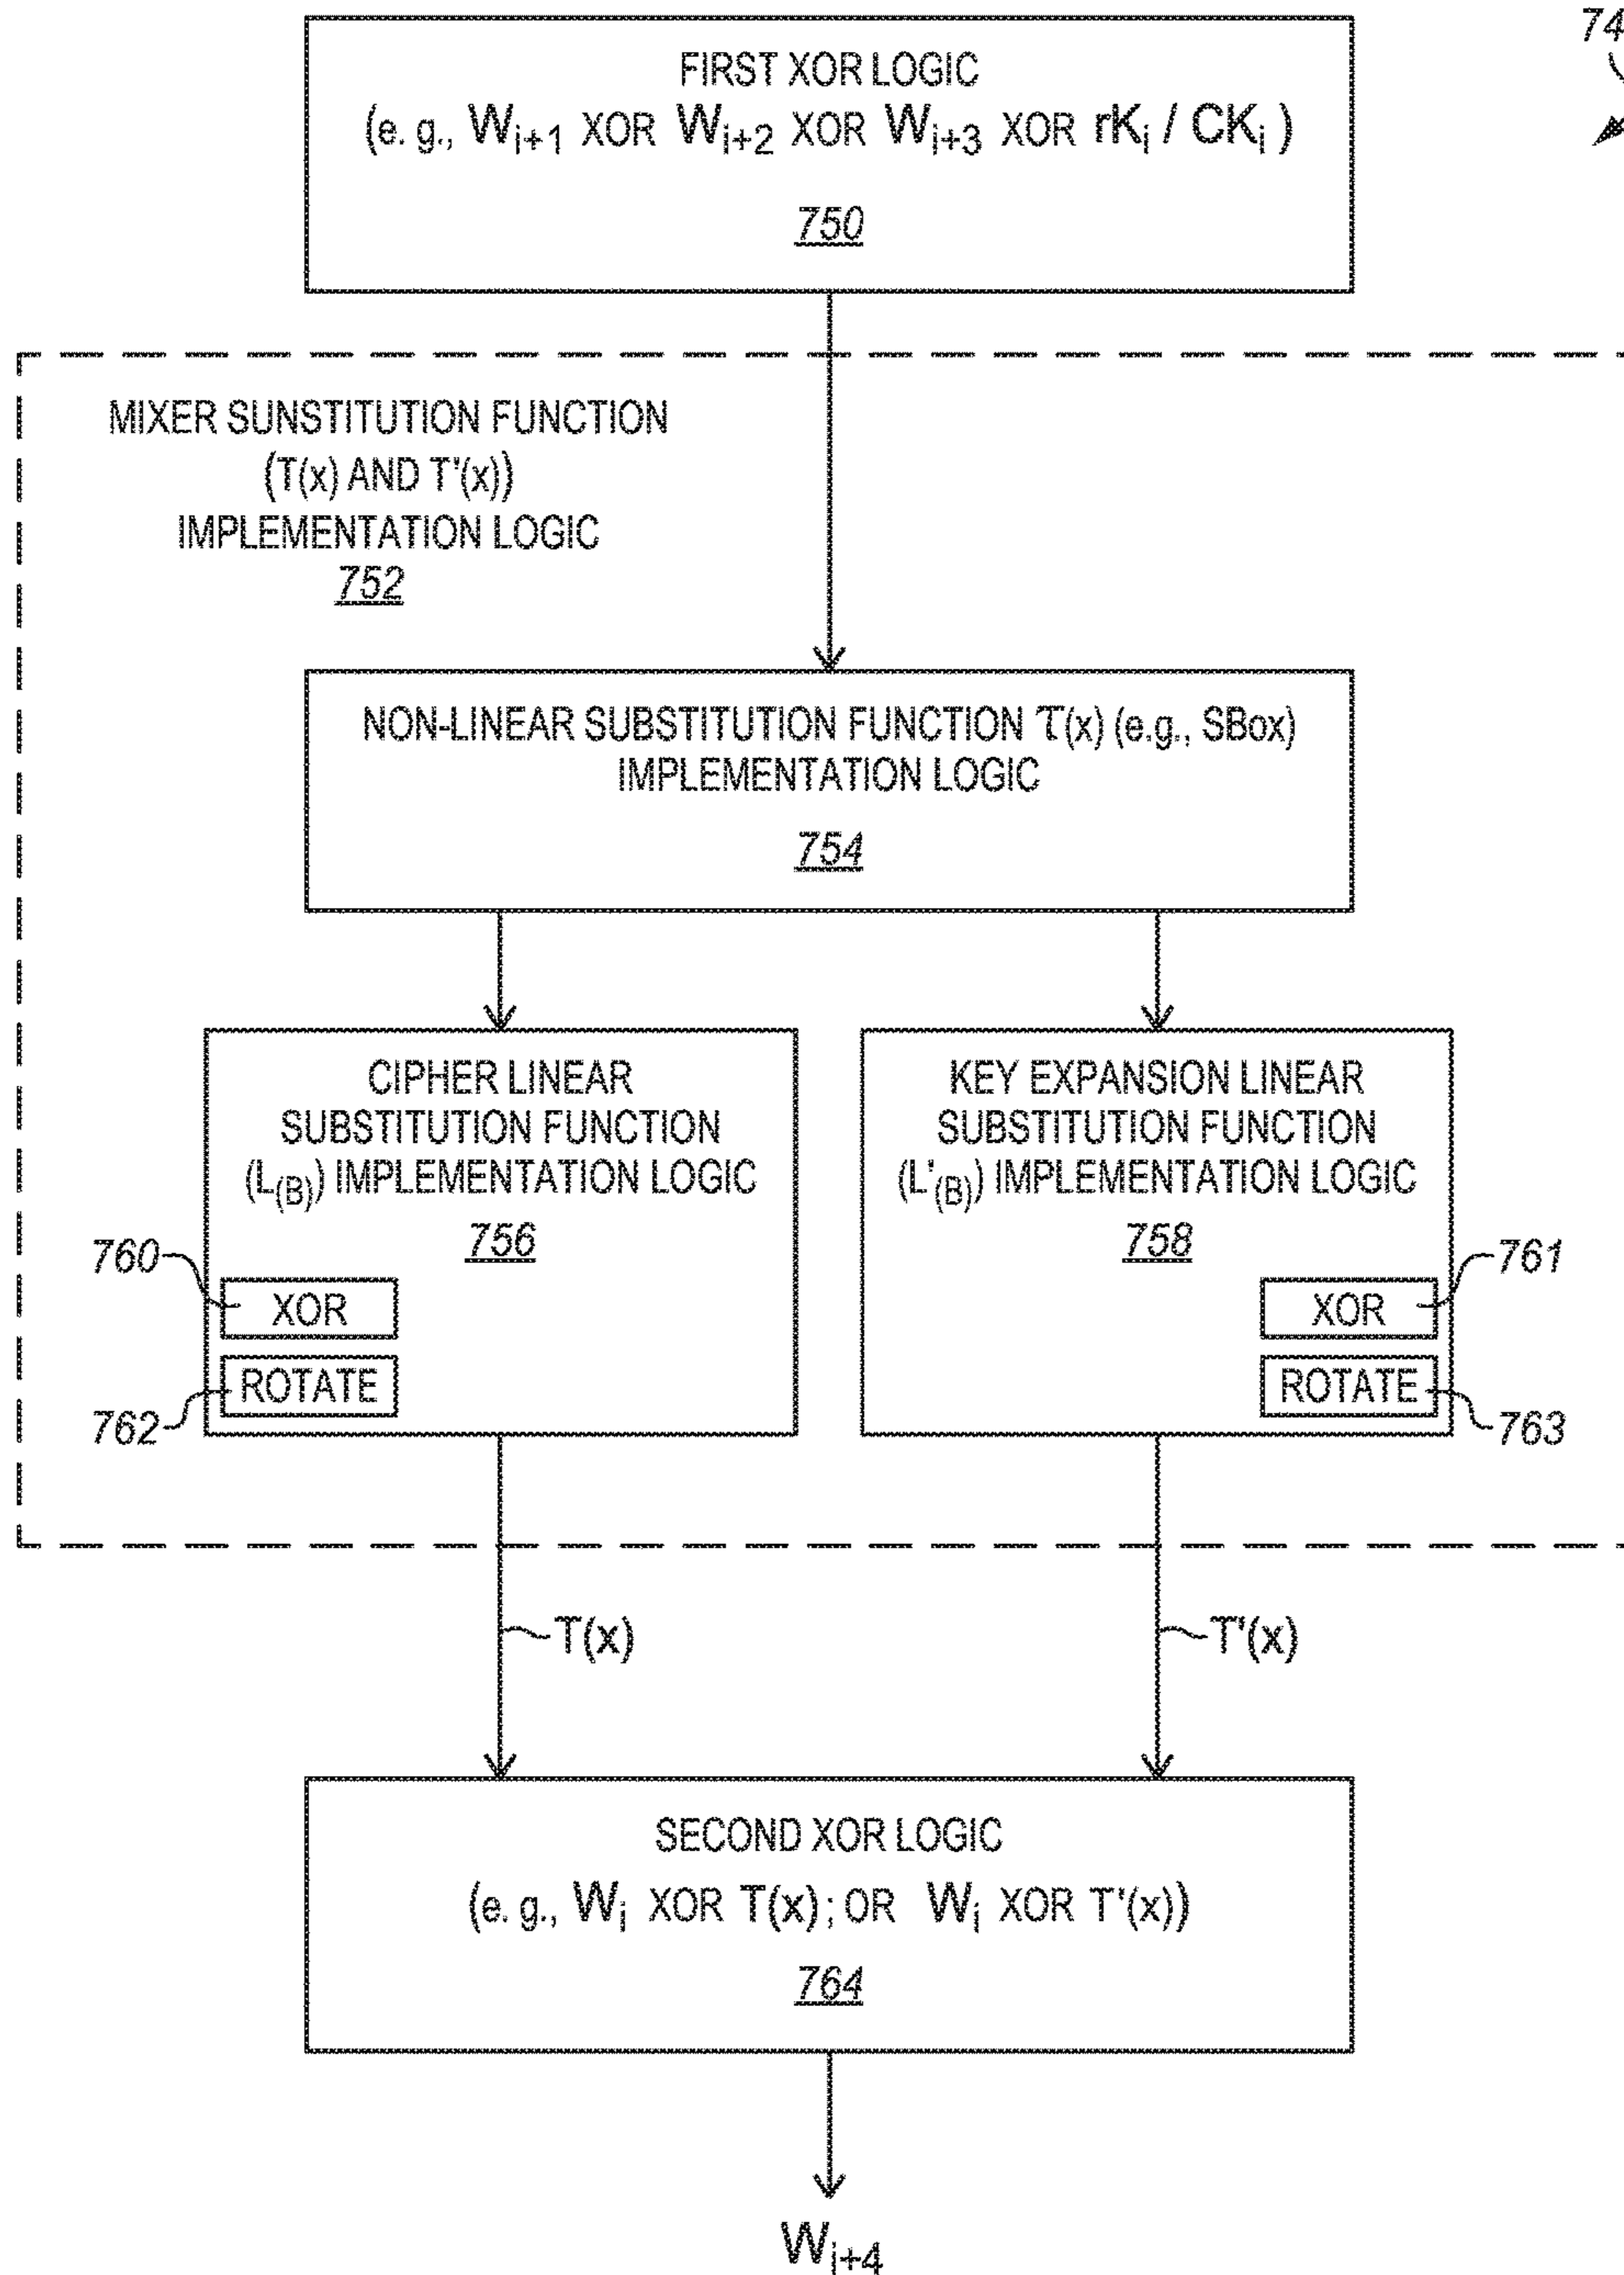 74
FIRST XOR LOGIC
(e. g., Wi+1 XOR Wi+2 XOR Wi+3 XOR rKi / CKi )
750
MIXER SUNSTITUTION FUNCTION
(T(x) AND T'(x))
IMPLEMENTATION LOGIC
752
NON-LINEAR SUBSTITUTION FUNCTION τ(x) (e.g., SBox)
IMPLEMENTATION LOGIC
754
CIPHER LINEAR
SUBSTITUTION FUNCTION
(L(B)) IMPLEMENTATION LOGIC
756
760
XOR
ROTATE
762
KEY EXPANSION LINEAR
SUBSTITUTION FUNCTION
(L'(B)) IMPLEMENTATION LOGIC
758
XOR
761
ROTATE
763
T(x)
T'(x)
SECOND XOR LOGIC
(e. g., Wi XOR T(x); OR Wi XOR T'(x))
764
Wi+4